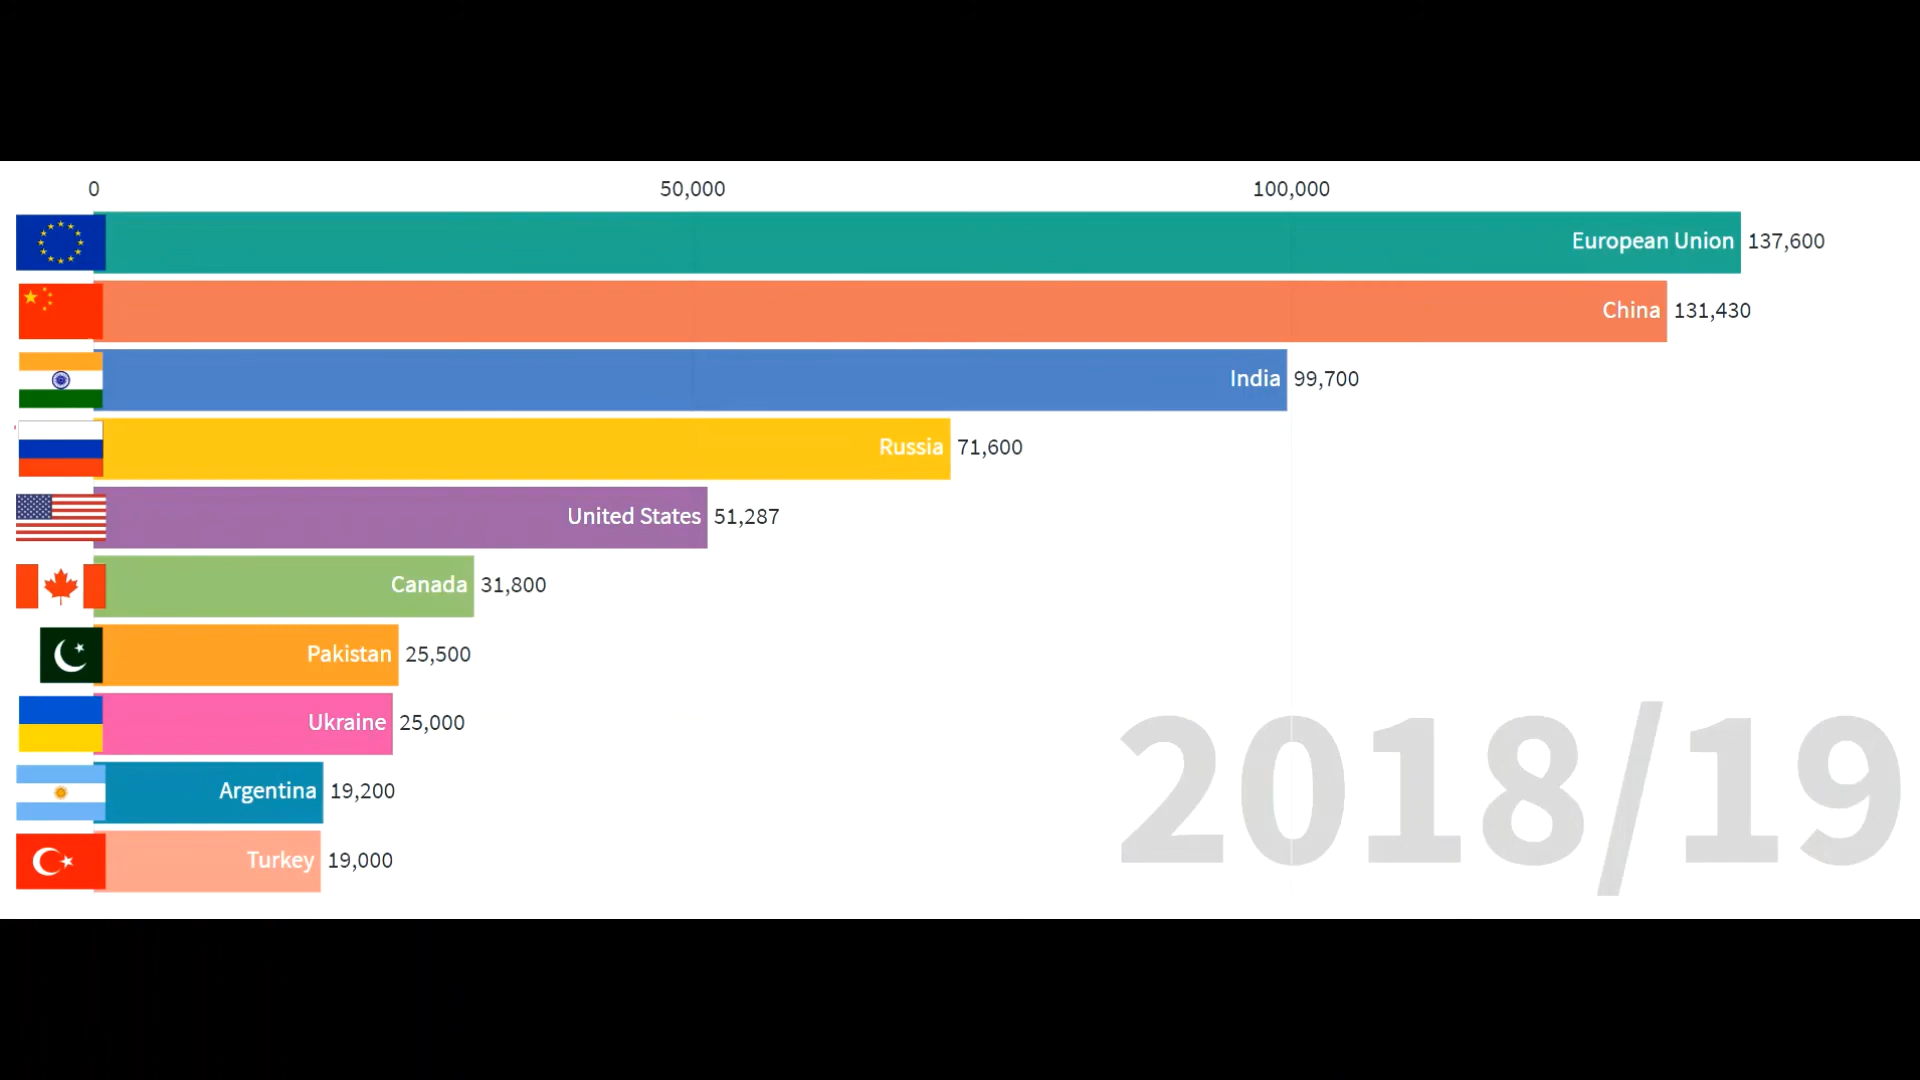 0 50,000 100,000
European Union 137,600
China 131,430
India 99,700
Russia 71,600
United States 51,287
Canada 31,800
Pakistan 25,500
Ukraine 25,000
Argentina 19,200
Turkey 19,000
2018/19